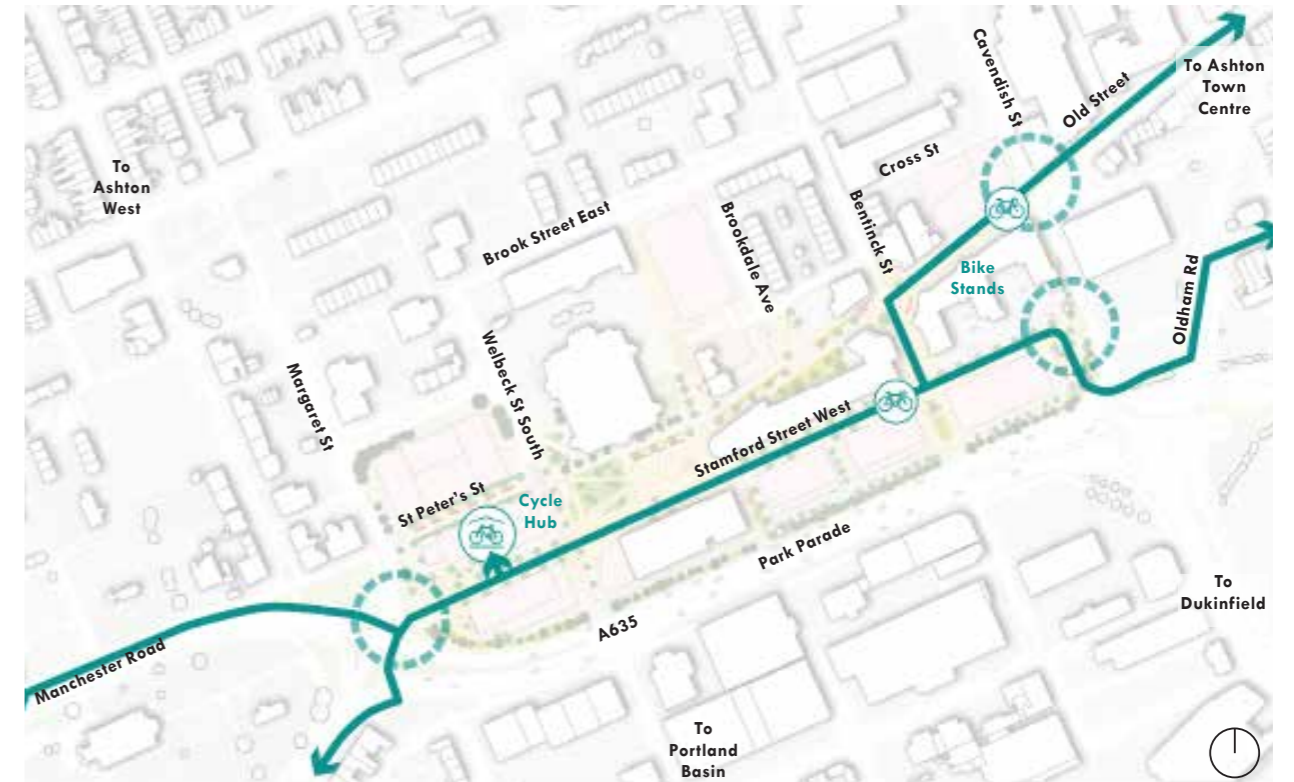 Cavendish St
Old Street
To Ashton
Town
Centre
To
Ashton
West
Cross St
Bentinck St
Brookdale Ave
Brook Street East
Bike
Stands
Oldham Rd
Welbeck St South
Margaret St
Stamford Street West
St Peter's St
Cycle
Hub
Park Parade
To
Dukinfield
A635
Manchester Road
To
Portland
Basin